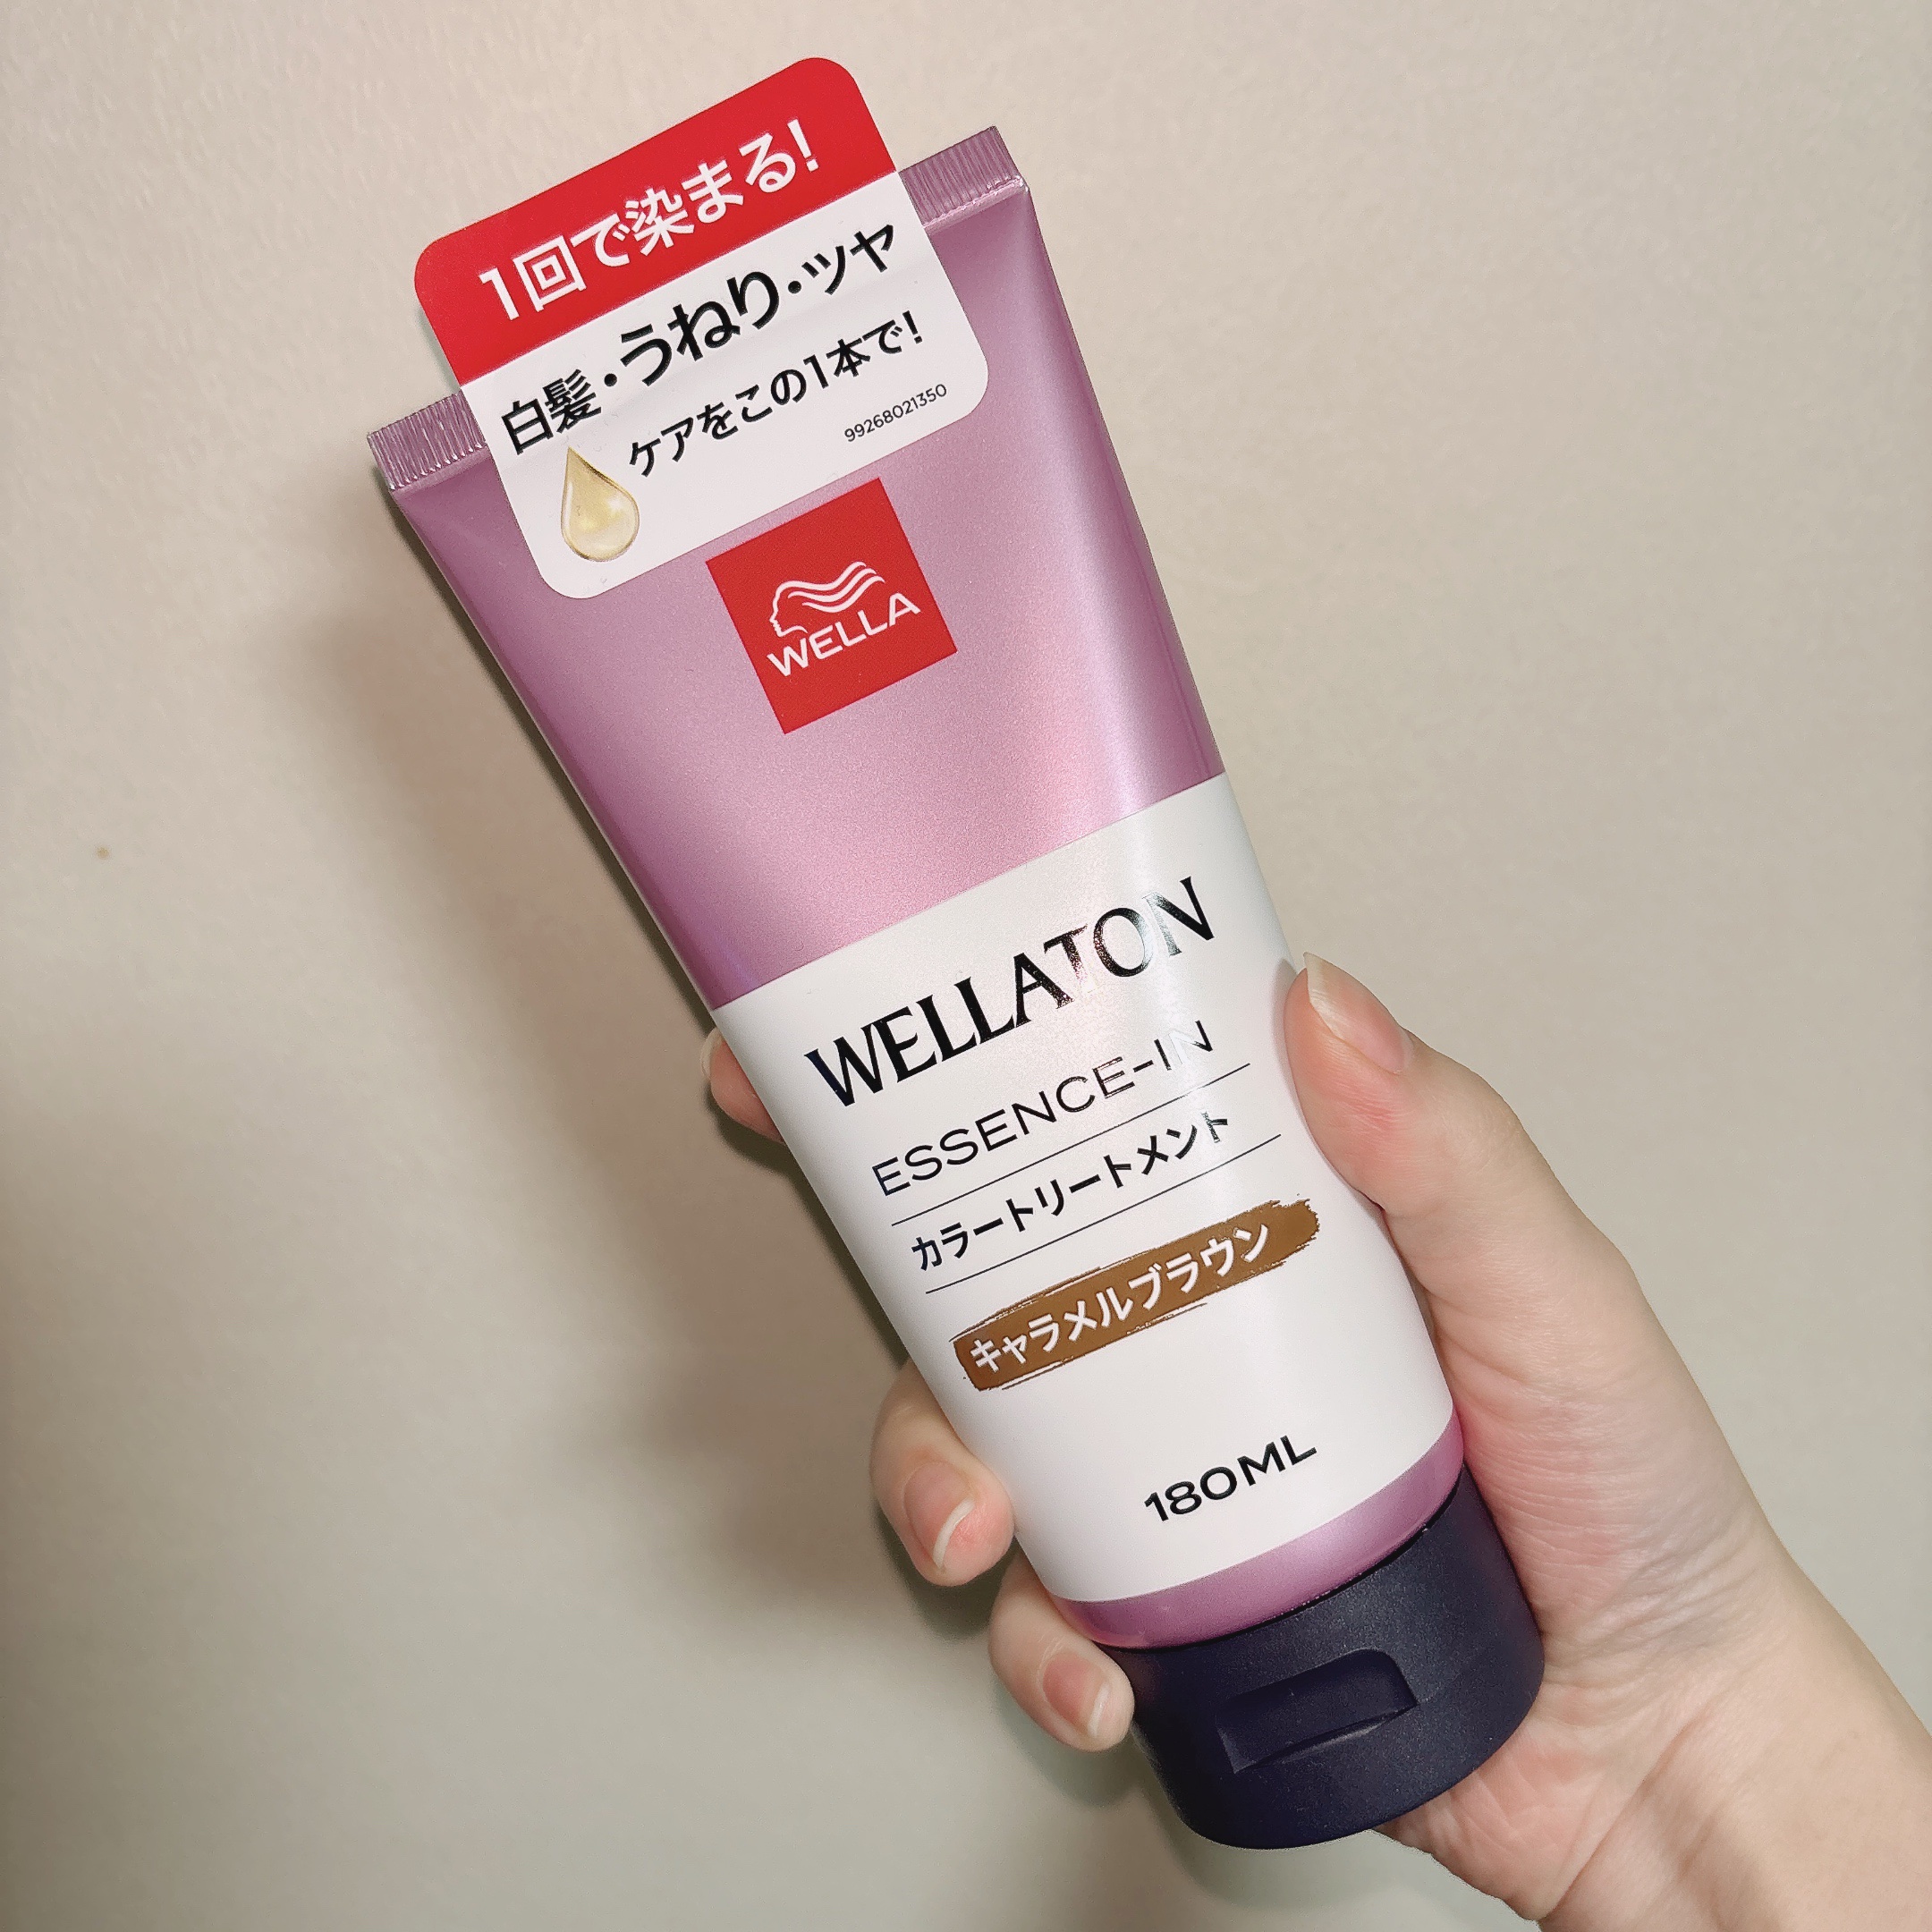 1回で染まる!
白髪・うねり・ツヤ
ケアをこの1本で!
99268021350
WELLA
WELLATON
ESSENCE-IN
カラートリートメント
キャラメルブラウン
180ML